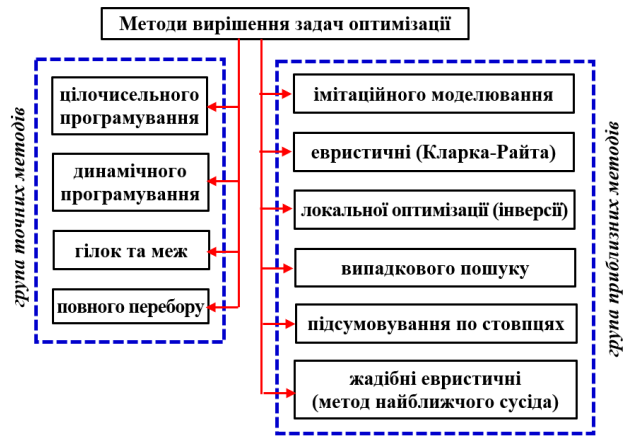 Методи вирішення задач оптимізації
група точних методів
цілочисельного
програмування
динамічного
програмування
гілок та меж
повного перебору
імітаційного моделювання
евристичні (Кларка-Райта)
локальної оптимізації (інверсії)
випадкового пошуку
підсумовування по стовпцях
жадібні евристичні
(метод найближчого сусіда)
група приблизних методів